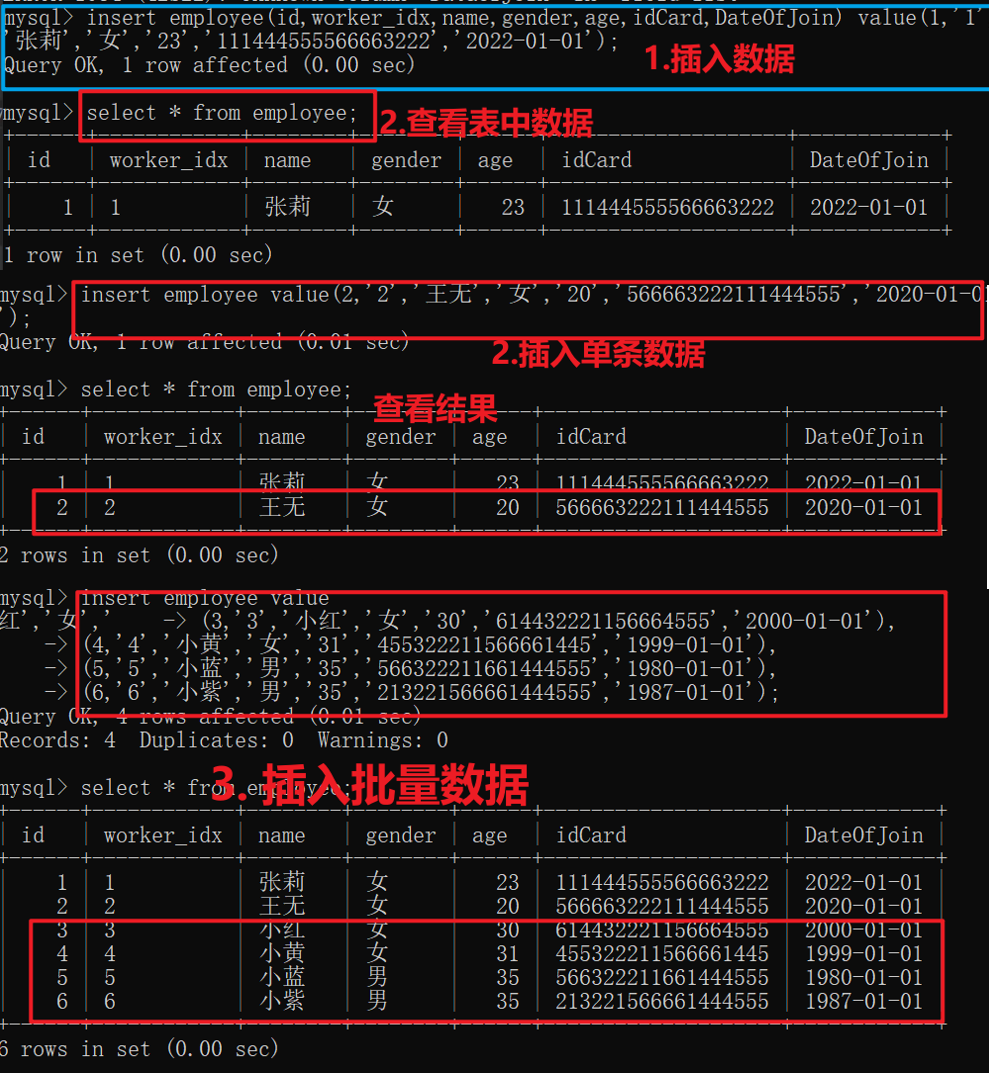 mysql> insert employee(id,worker_idx,name,gender,age,idCard,DateOfJoin) value(1,'1'
'张莉','女','23','111444555566663222','2022-01-01');
Query OK, 1 row affected (0.00 sec)
1.插入数据
mysql> select * from employee;
2.查看表中数据
| id | worker_idx | name | gender | age | idCard | DateOfJoin |
| 1 | 1 | 张莉 | 女 | 23 | 111444555566663222 | 2022-01-01 |
1 row in set (0.00 sec)
mysql> insert employee value(2,'2','王无','女','20','566663222111444555','2020-01-01
');
Query OK, 1 row affected (0.01 sec)
2.插入单条数据
mysql> select * from employee;
查看结果
| id | worker_idx | name | gender | age | idCard | DateOfJoin |
| 1 | 1 | 张莉 | 女 | 23 | 111444555566663222 | 2022-01-01 |
| 2 | 2 | 王无 | 女 | 20 | 566663222111444555 | 2020-01-01 |
2 rows in set (0.00 sec)
mysql> insert employee value
红','女',' -> (3,'3','小红','女','30','614432221156664555','2000-01-01'),
-> (4,'4','小黄','女','31','455322211566661445','1999-01-01'),
-> (5,'5','小蓝','男','35','566322211661444555','1980-01-01'),
-> (6,'6','小紫','男','35','213221566661444555','1987-01-01');
Query OK, 4 rows affected (0.01 sec)
Records: 4 Duplicates: 0 Warnings: 0
mysql> select * from employee;
3. 插入批量数据
| id | worker_idx | name | gender | age | idCard | DateOfJoin |
| 1 | 1 | 张莉 | 女 | 23 | 111444555566663222 | 2022-01-01 |
| 2 | 2 | 王无 | 女 | 20 | 566663222111444555 | 2020-01-01 |
| 3 | 3 | 小红 | 女 | 30 | 614432221156664555 | 2000-01-01 |
| 4 | 4 | 小黄 | 女 | 31 | 455322211566661445 | 1999-01-01 |
| 5 | 5 | 小蓝 | 男 | 35 | 566322211661444555 | 1980-01-01 |
| 6 | 6 | 小紫 | 男 | 35 | 213221566661444555 | 1987-01-01 |
6 rows in set (0.00 sec)